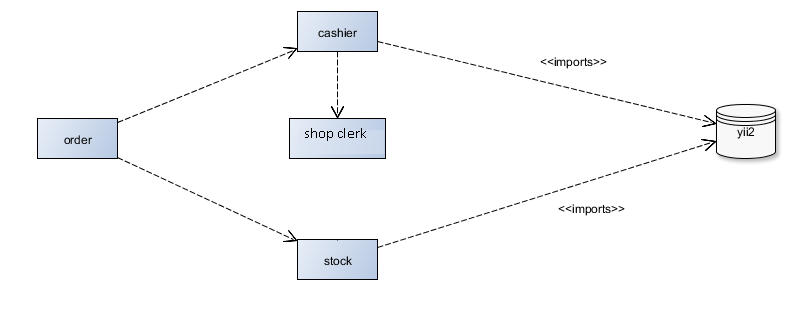 cashier
<<imports>>
yii2
shop clerk
order
<<imports>>
stock